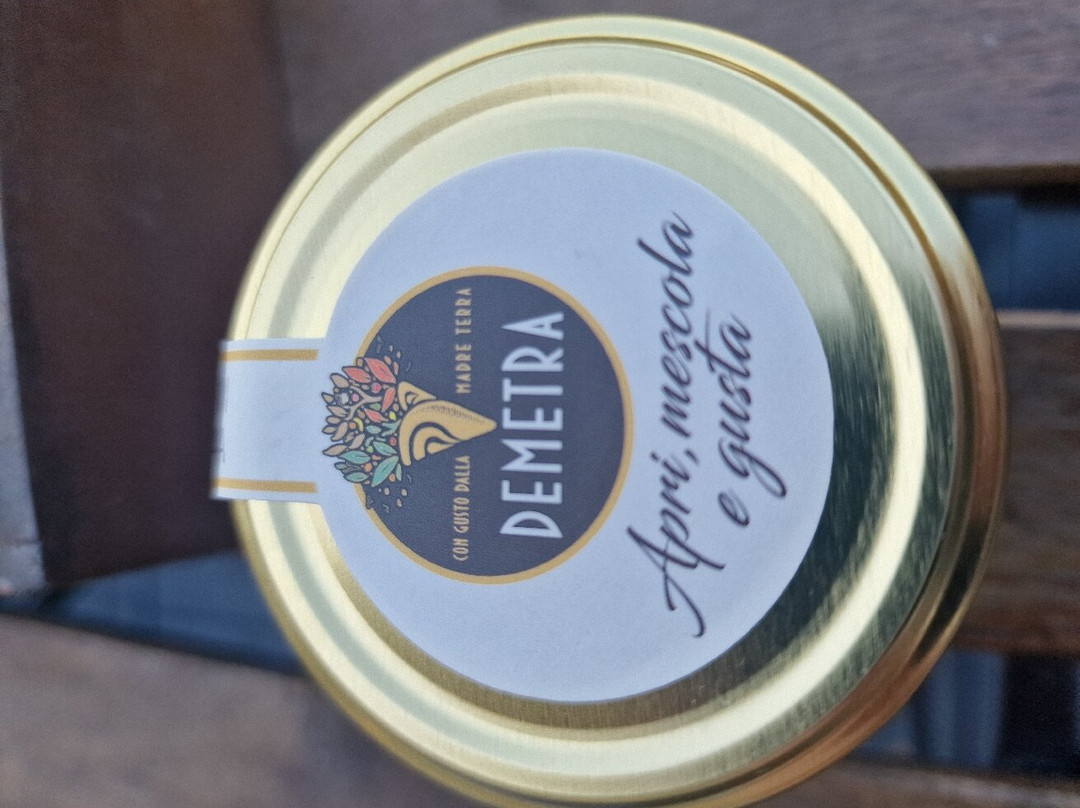 CON GUSTO DALLA MADRE TERRA
DEMETRA
Apri, mescola
e gusta